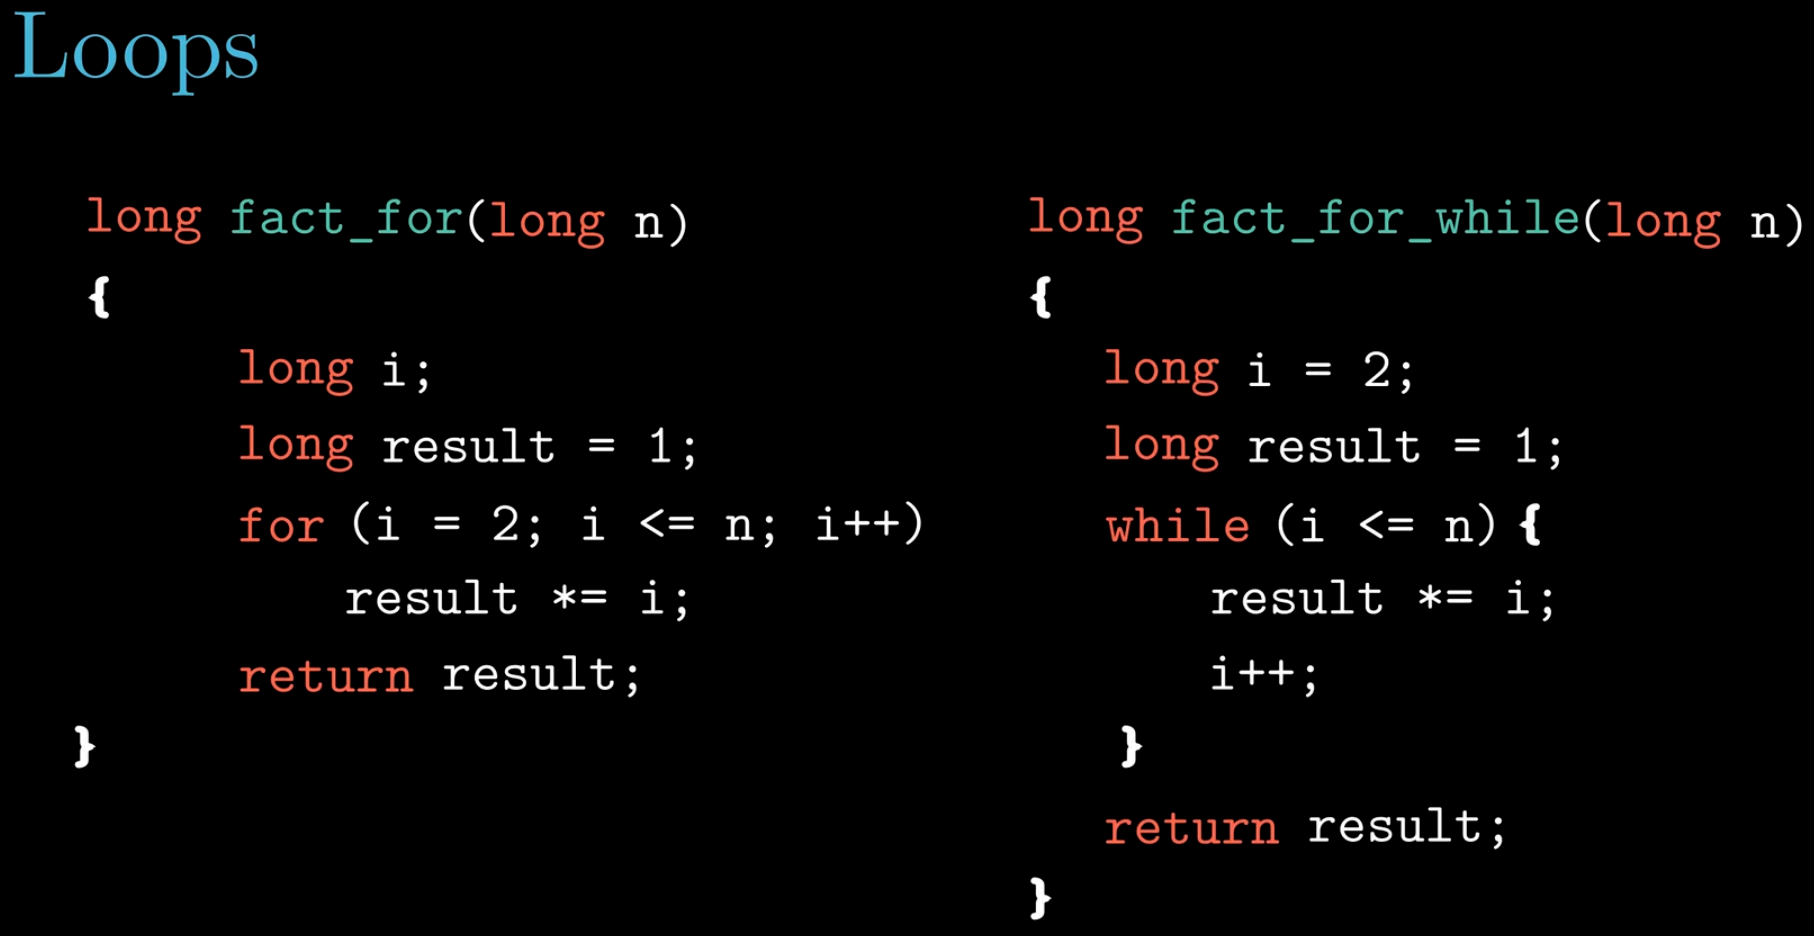 Loops
long fact_for(long n)
{
long i;
long result = 1;
for (i = 2; i <= n; i++)
result *= i;
return result;
}
long fact_for_while(long n)
{
long i = 2;
long result = 1;
while (i <= n) {
result *= i;
i++;
}
return result;
}